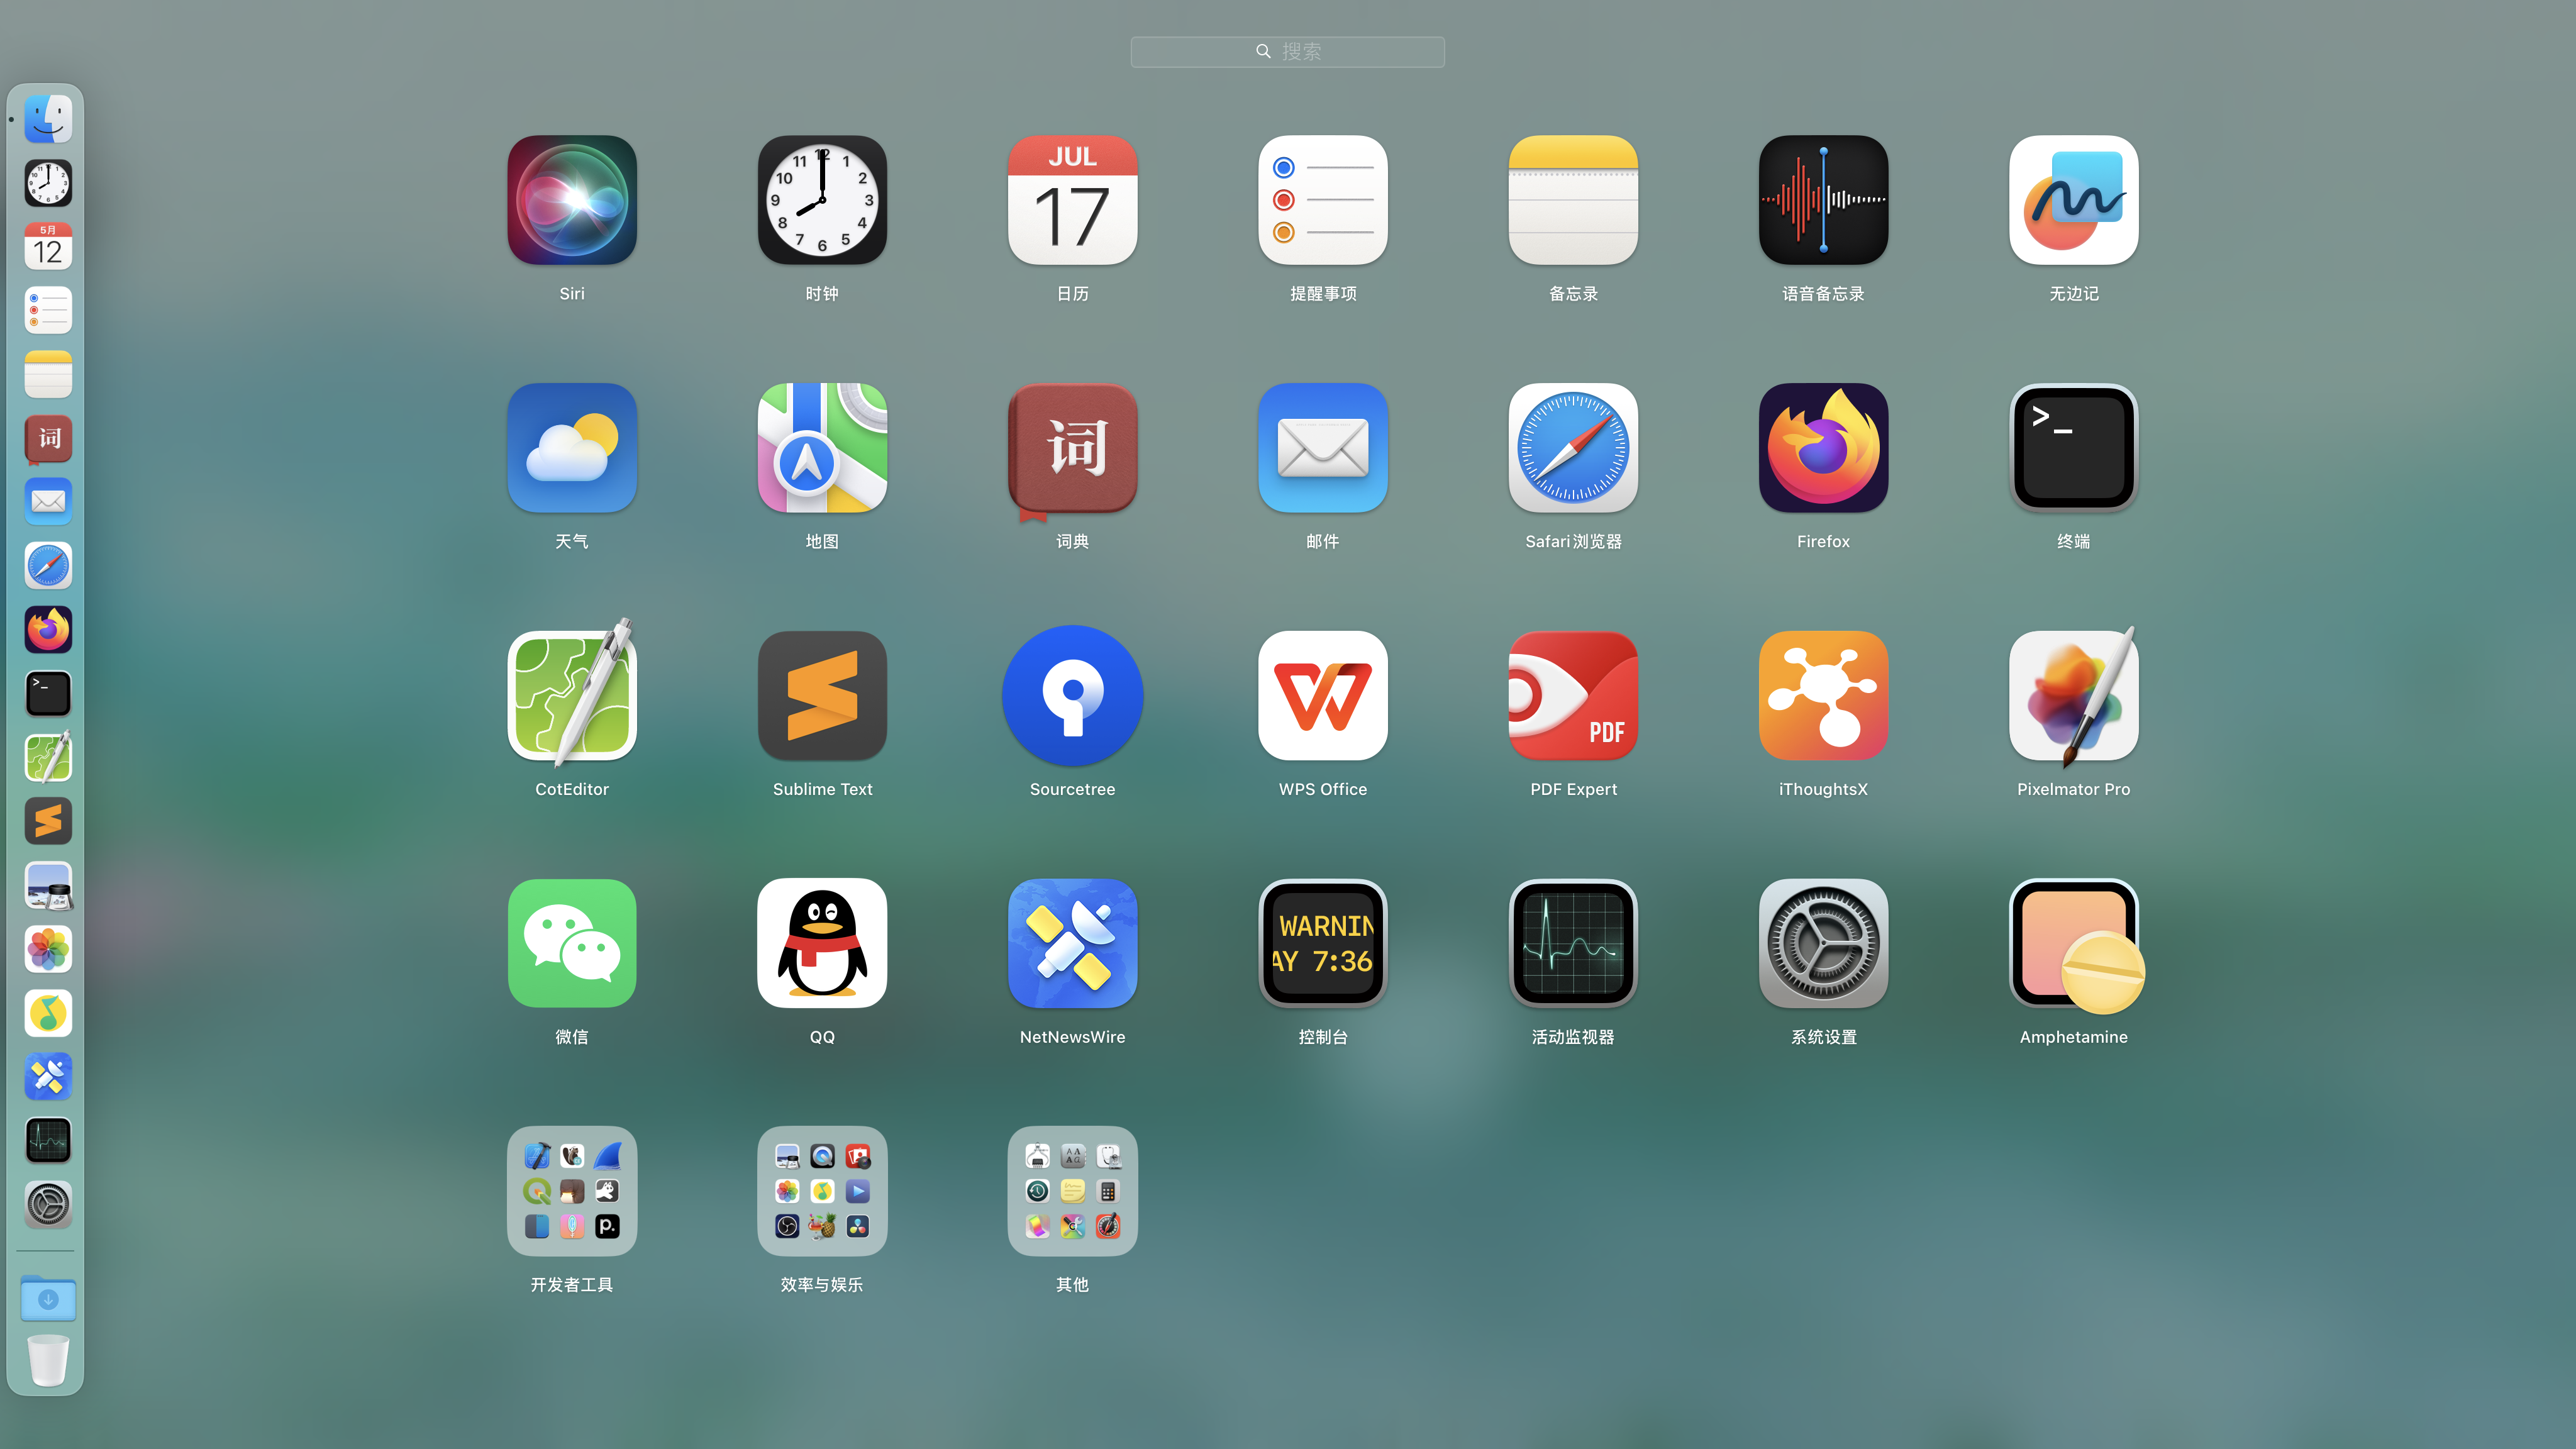 搜索
Siri
时钟
JUL
17
日历
提醒事项
备忘录
语音备忘录
无边记
天气
地图
词
词典
邮件
Safari浏览器
Firefox
>_
终端
CotEditor
Sublime Text
Sourcetree
WPS Office
PDF
PDF Expert
iThoughtsX
Pixelmator Pro
微信
QQ
NetNewsWire
WARNIN
AY 7:36
控制台
活动监视器
系统设置
Amphetamine
p.
开发者工具
效率与娱乐
其他
5月
12
词
>_